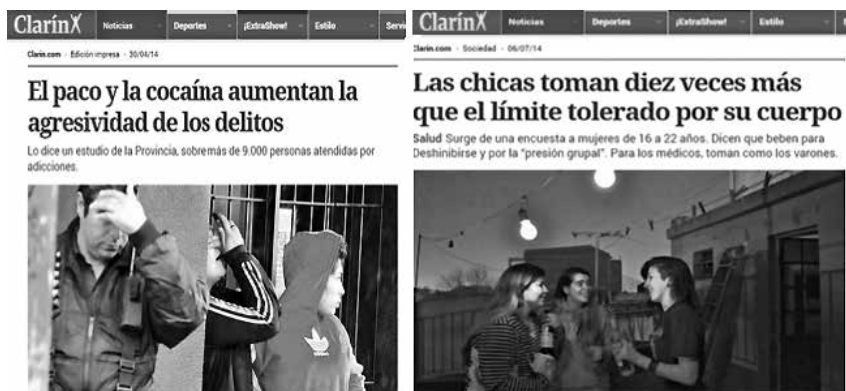 Clarín
Noticias
Deportes
¡ExtraShow!
Estilo
Servi
Clarin.com - Edición impresa - 30/04/14
El paco y la cocaína aumentan la
agresividad de los delitos
Lo dice un estudio de la Provincia, sobremás de 9.000 personas atendidas por
adicciones.
Clarín
Noticias
Deportes
¡ExtraShow!
Estilo
Clarin.com - Sociedad - 06/07/14
Las chicas toman diez veces más
que el límite tolerado por su cuerpo
Salud Surge de una encuesta a mujeres de 16 a 22 años. Dicen que beben para
Deshinibirse y por la "presión grupal". Para los médicos, toman como los varones.